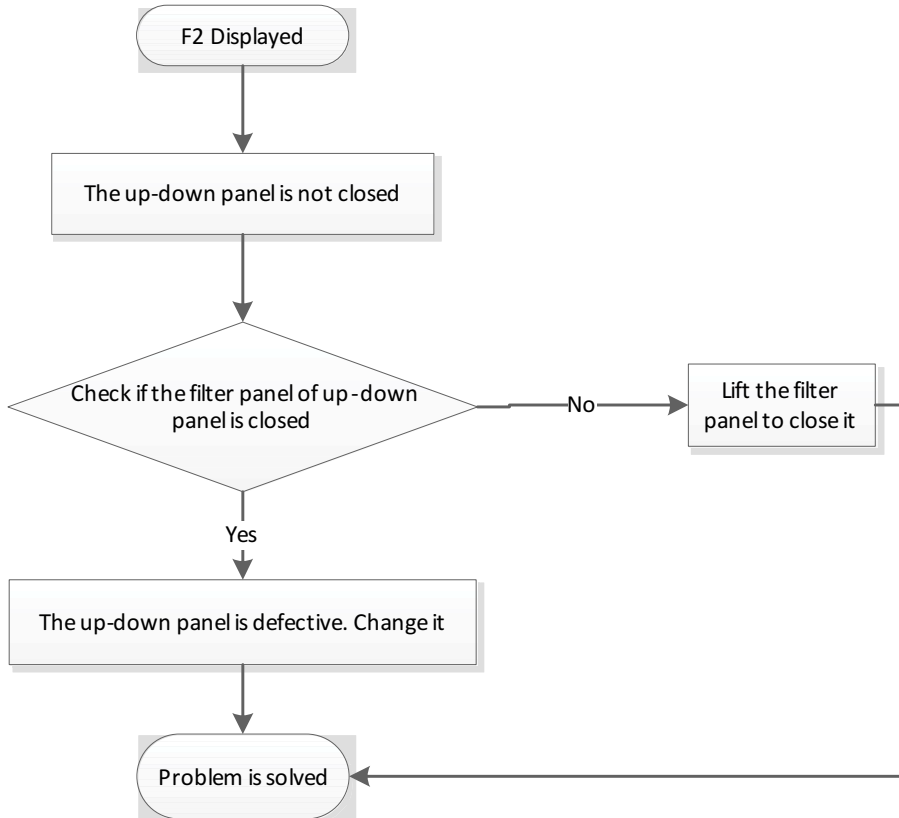 F2 Displayed
The up-down panel is not closed
Check if the filter panel of up-down
panel is closed
No
Lift the filter
panel to close it
Yes
The up-down panel is defective. Change it
Problem is solved